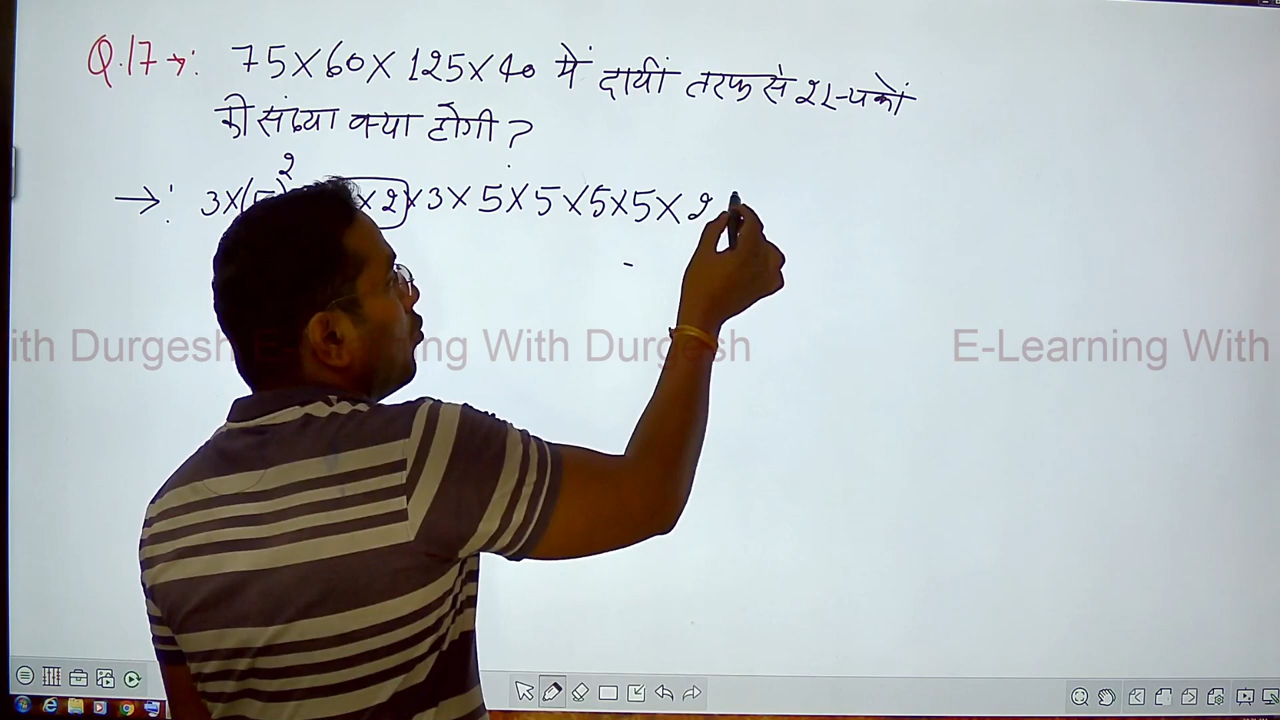 Q.17→: 75×60×125×40 में दायीं तरफ से शून्यकों
की संख्या क्या होगी?
→: 3×(5)² ×2×3×5×5×5×5×2
ith Durgesh E-Learning With Durgesh E-Learning With